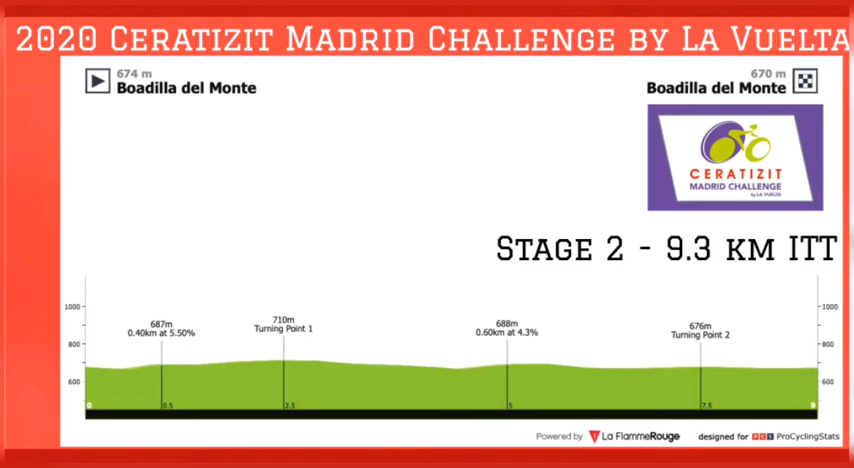 2020 Ceratizit Madrid Challenge by La Vuelta
674 m
Boadilla del Monte
670 m
Boadilla del Monte
CERATIZIT
MADRID CHALLENGE
by LA VUELTA
Stage 2 - 9.3 km ITT
1000
800
600
687m
0.40km at 5.50%
710m
Turning Point 1
688m
0.60km at 4.3%
676m
Turning Point 2
1000
800
600
0
0.5
2.5
5
7.5
9
Powered by La FlammeRouge
designed for PCS ProCyclingStats